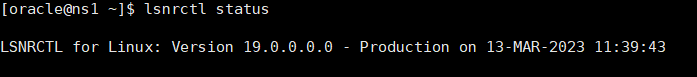 [oracle@ns1 ~]$ lsnrctl status
LSNRCTL for Linux: Version 19.0.0.0.0 - Production on 13-MAR-2023 11:39:43